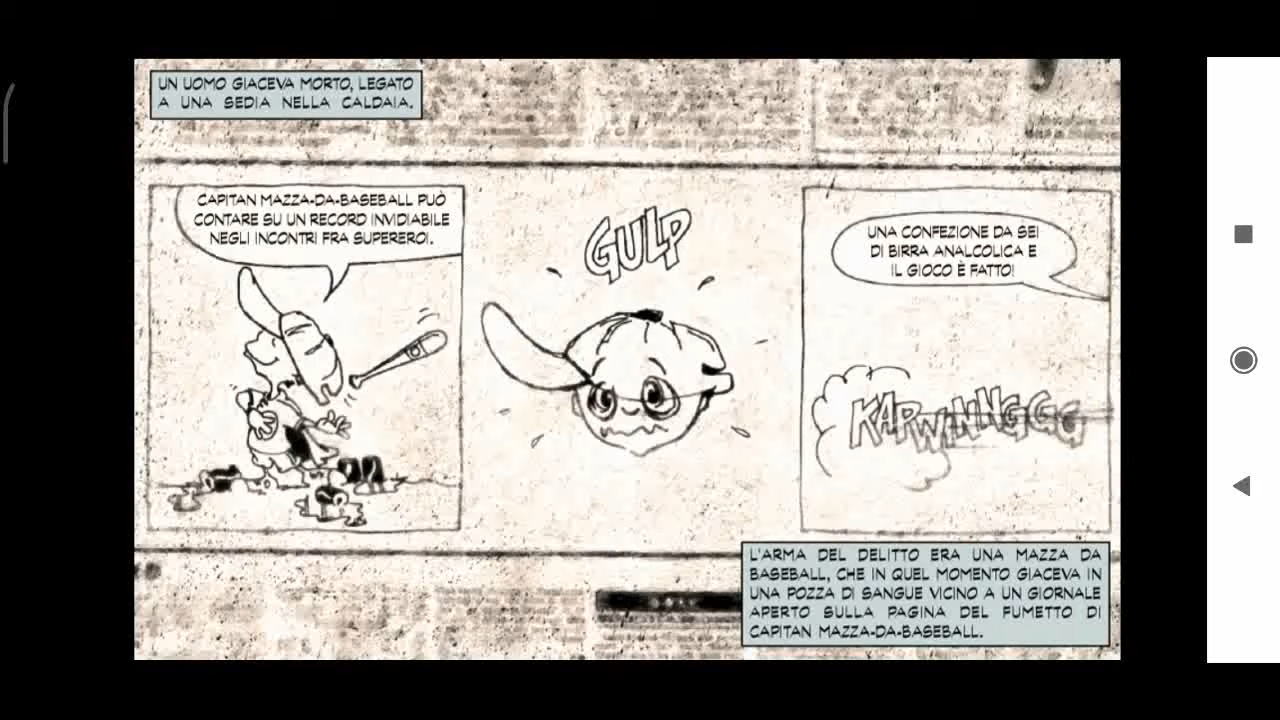 UN UOMO GIACEVA MORTO, LEGATO
A UNA SEDIA NELLA CALDAIA.
CAPITAN MAZZA-DA-BASEBALL PUÒ
CONTARE SU UN RECORD INVIDIABILE
NEGLI INCONTRI FRA SUPEREROI.
GULP
UNA CONFEZIONE DA SEI
DI BIRRA ANALCOLICA E
IL GIOCO È FATTO!
KARWINNGGG
L'ARMA DEL DELITTO ERA UNA MAZZA DA
BASEBALL, CHE IN QUEL MOMENTO GIACEVA IN
UNA POZZA DI SANGUE VICINO A UN GIORNALE
APERTO SULLA PAGINA DEL FUMETTO DI
CAPITAN MAZZA-DA-BASEBALL.